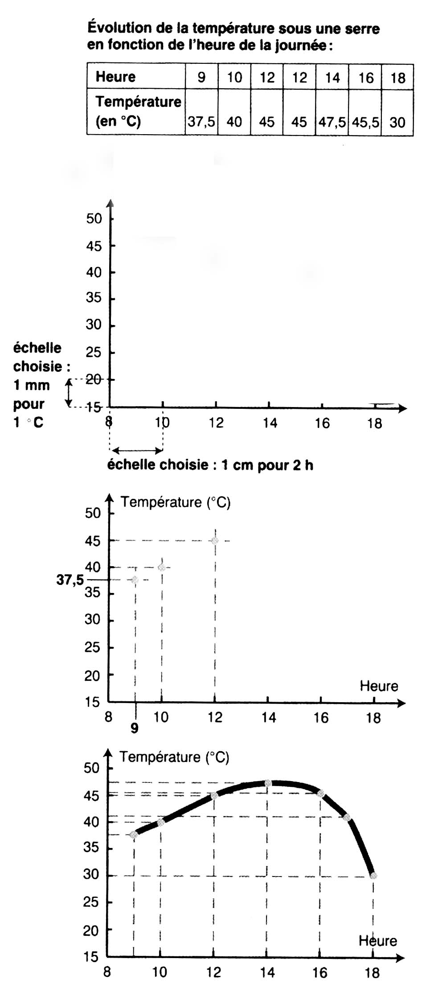 Évolution de la température sous une serre
en fonction de l'heure de la journée :
Heure 9 10 12 12 14 16 18
Température
(en °C) 37,5 40 45 45 47,5 45,5 30
50
45
40
35
30
25
20
15
échelle
choisie :
1 mm
pour
1 °C
8 10 12 14 16 18
échelle choisie : 1 cm pour 2 h
Température (°C)
50
45
40
37,5
35
30
25
20
Heure
15
8 10 12 14 16 18
9
Température (°C)
50
45
40
35
30
25
20
Heure
15
8 10 12 14 16 18